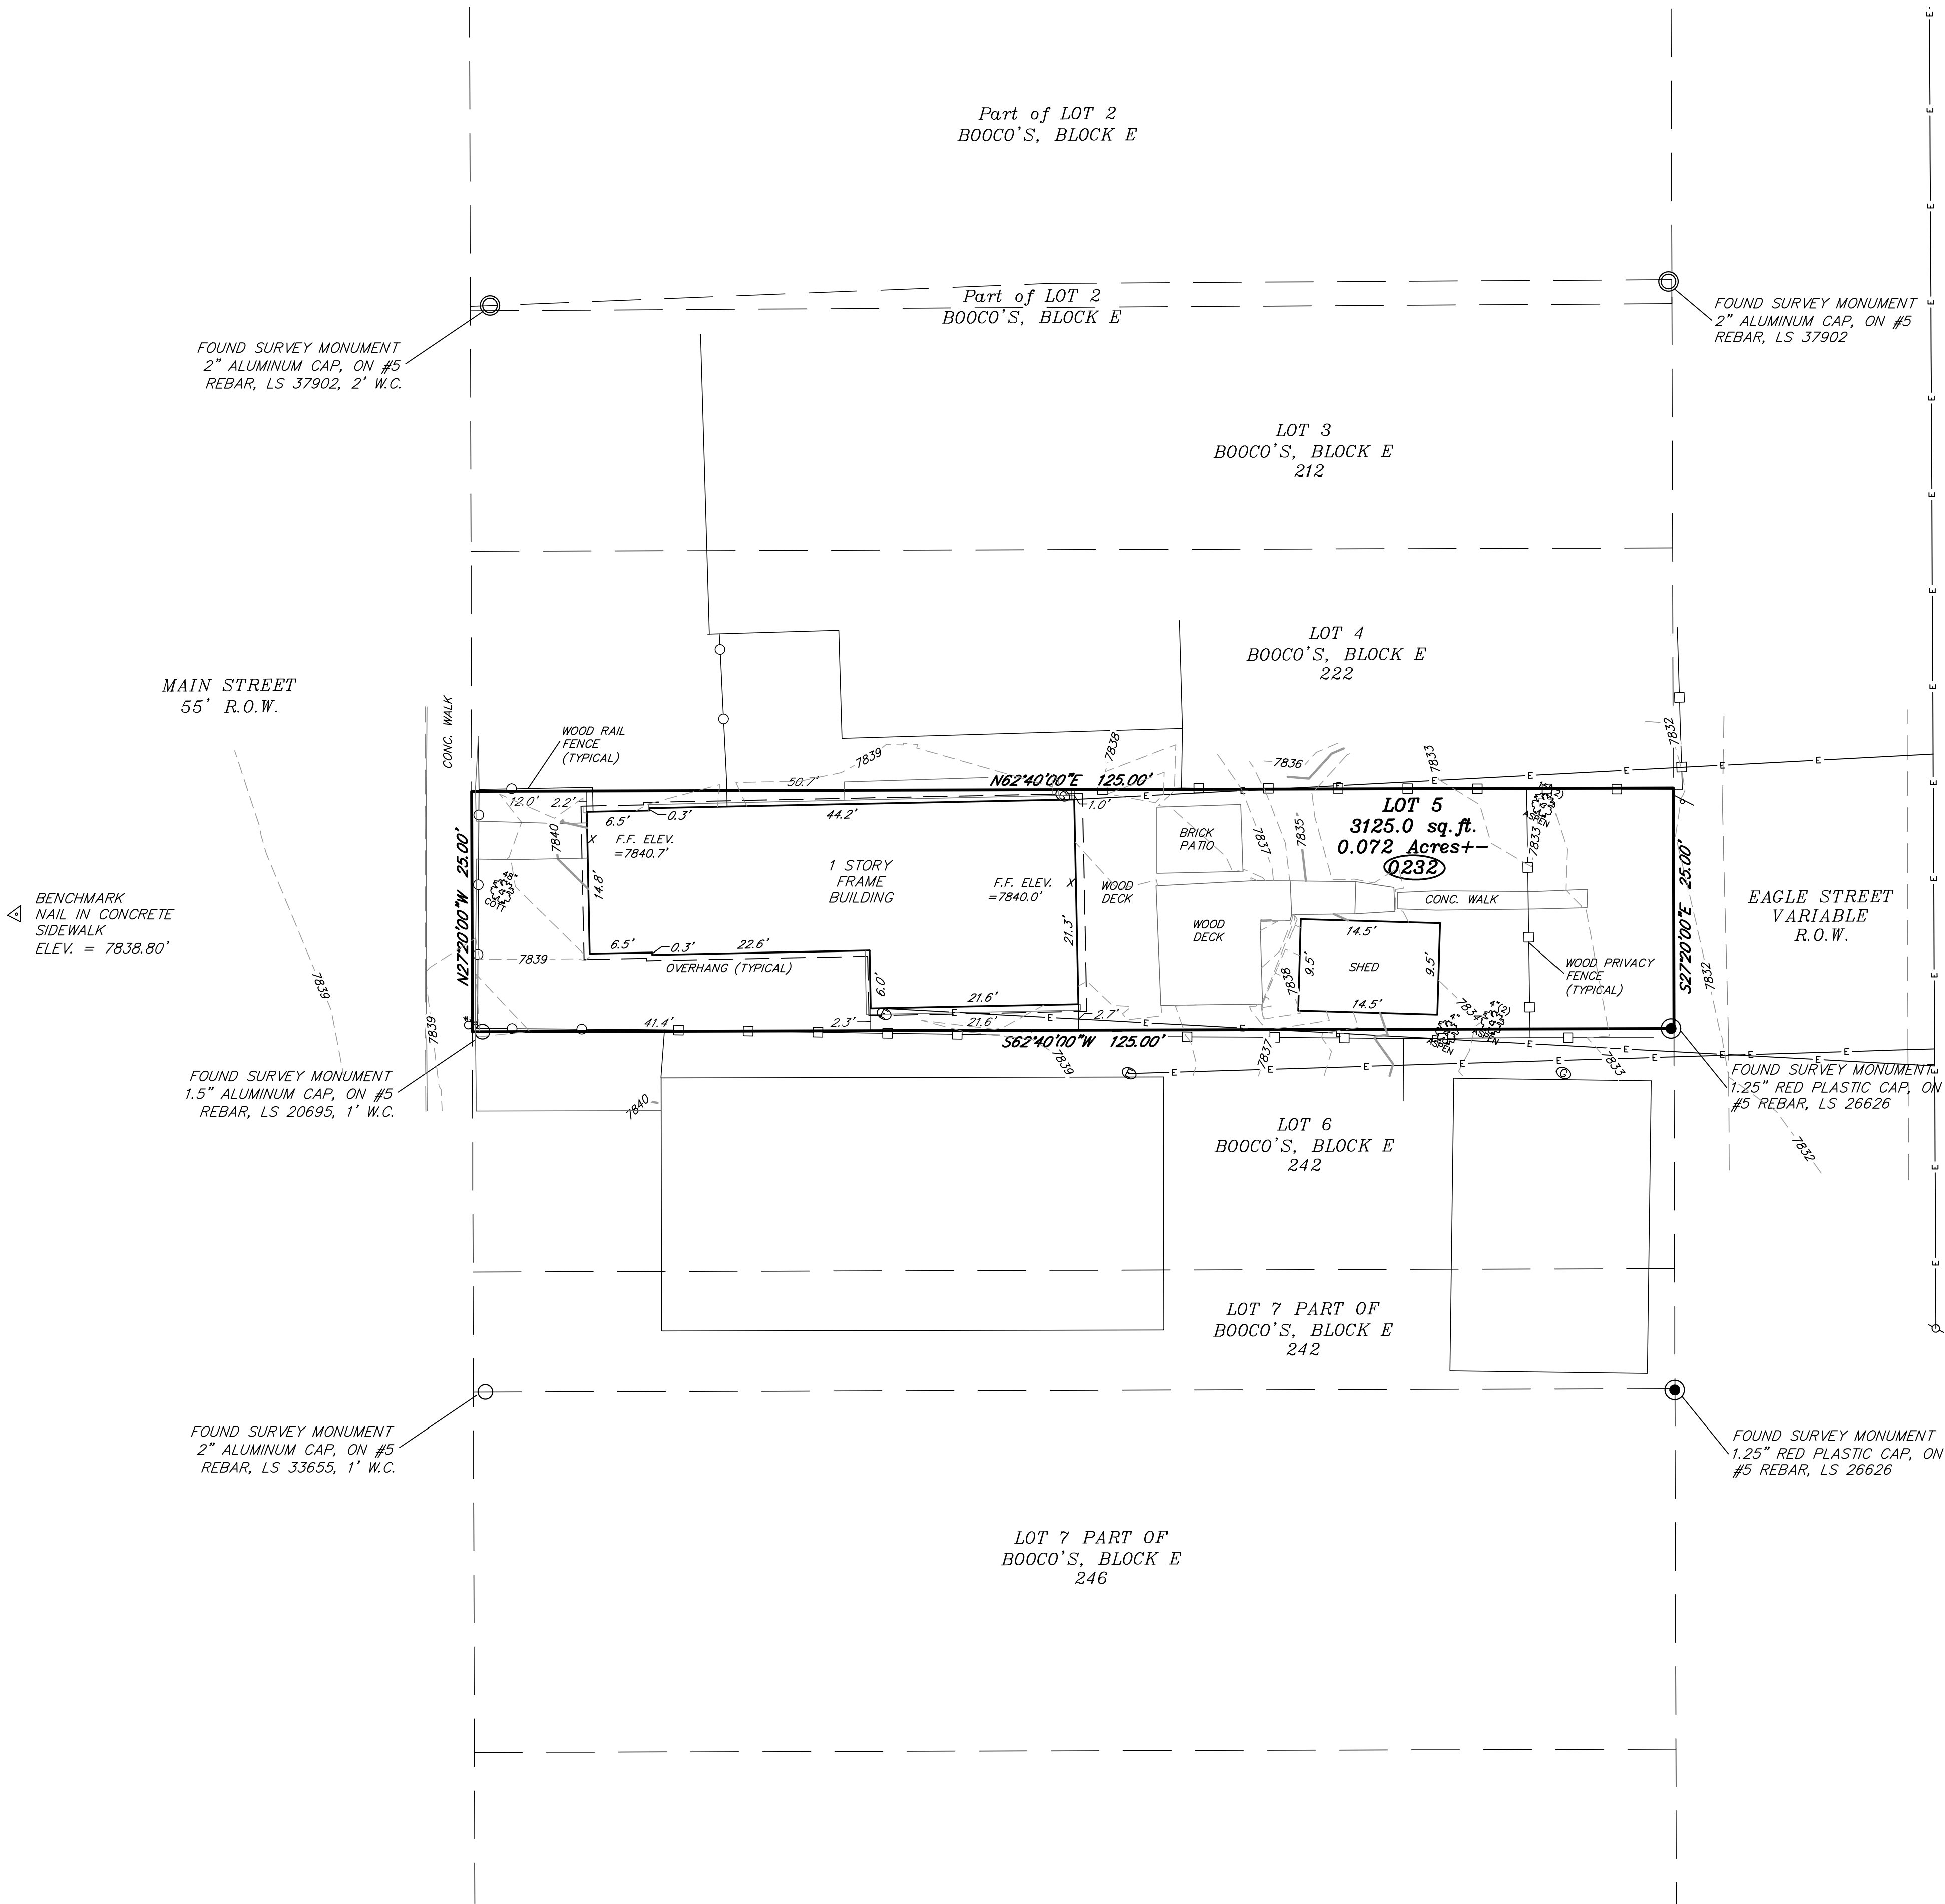 Part of LOT 2
BOOCO'S, BLOCK E
Part of LOT 2
BOOCO'S, BLOCK E
FOUND SURVEY MONUMENT
2" ALUMINUM CAP, ON #5
REBAR, LS 37902, 2' W.C.
FOUND SURVEY MONUMENT
2" ALUMINUM CAP, ON #5
REBAR, LS 37902
LOT 3
BOOCO'S, BLOCK E
212
LOT 4
BOOCO'S, BLOCK E
222
MAIN STREET
55' R.O.W.
CONC. WALK
WOOD RAIL
FENCE
(TYPICAL)
7839
7838
7836
7833
7832
50.7'
N62°40'00"E 125.00'
12.0'
2.2'
6.5'
0.3'
44.2'
1.0'
7840
X F.F. ELEV.
=7840.7'
14.8'
1 STORY
FRAME
BUILDING
F.F. ELEV. X
=7840.0'
21.3'
WOOD
DECK
BRICK
PATIO
7837
7835
LOT 5
3125.0 sq.ft.
0.072 Acres+-
0232
ASPEN
7833
N27°20'00"W 25.00'
S27°20'00"E 25.00'
COTT
BENCHMARK
NAIL IN CONCRETE
SIDEWALK
ELEV. = 7838.80'
WOOD
DECK
CONC. WALK
EAGLE STREET
VARIABLE
R.O.W.
6.5'
0.3'
22.6'
OVERHANG (TYPICAL)
7839
6.0'
21.6'
14.5'
9.5'
SHED
9.5'
14.5'
7838
7834
WOOD PRIVACY
FENCE
(TYPICAL)
7832
7839
7839
41.4'
2.3'
21.6'
2.7'
4"(2)
ASPEN
4"
ASPEN
S62°40'00"W 125.00'
7839
7837
7833
E
G
FOUND SURVEY MONUMENT
1.5" ALUMINUM CAP, ON #5
REBAR, LS 20695, 1' W.C.
FOUND SURVEY MONUMENT
1.25" RED PLASTIC CAP, ON
#5 REBAR, LS 26626
7840
7832
LOT 6
BOOCO'S, BLOCK E
242
LOT 7 PART OF
BOOCO'S, BLOCK E
242
FOUND SURVEY MONUMENT
2" ALUMINUM CAP, ON #5
REBAR, LS 33655, 1' W.C.
FOUND SURVEY MONUMENT
1.25" RED PLASTIC CAP, ON
#5 REBAR, LS 26626
LOT 7 PART OF
BOOCO'S, BLOCK E
246